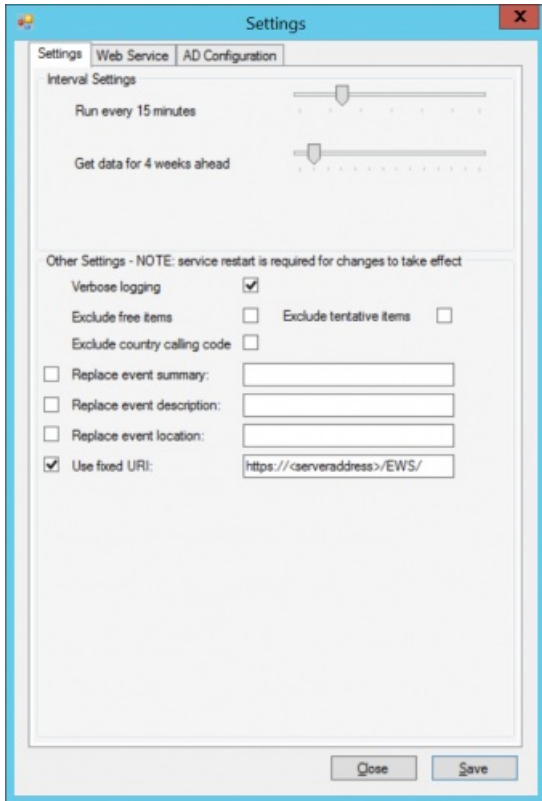 Settings
X
Settings Web Service AD Configuration
Interval Settings
Run every 15 minutes
Get data for 4 weeks ahead
Other Settings - NOTE: service restart is required for changes to take effect
Verbose logging
Exclude free items Exclude tentative items
Exclude country calling code
Replace event summary:
Replace event description:
Replace event location:
Use fixed URI: https://<serveraddress>/EWS/
Close Save